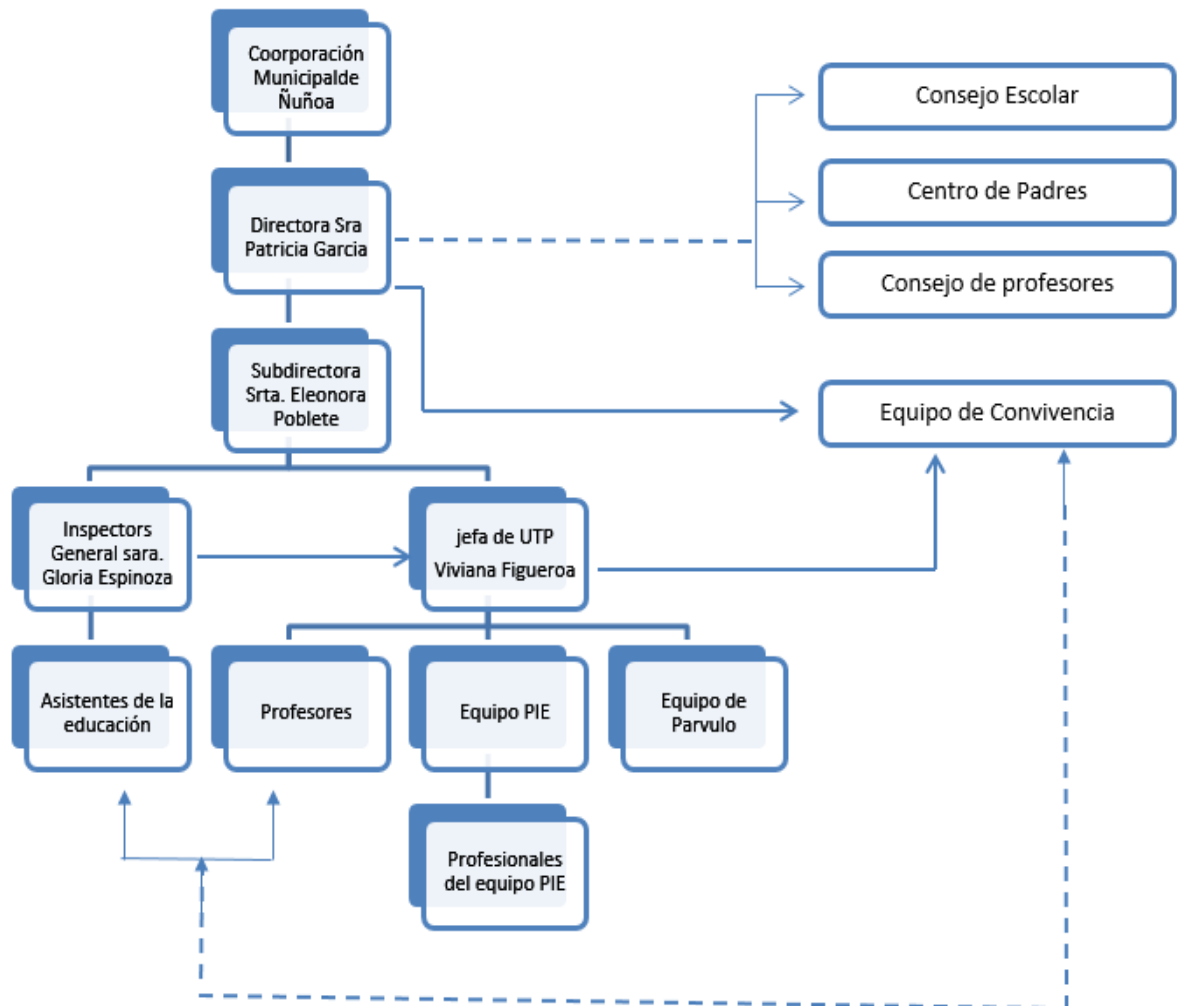 Coorporación
Municipalde
Ñuñoa
Consejo Escolar
Centro de Padres
Directora Sra
Patricia Garcia
Consejo de profesores
Subdirectora
Srta. Eleonora
Poblete
Equipo de Convivencia
Inspectors
General sara.
Gloria Espinoza
jefa de UTP
Viviana Figueroa
Asistentes de la
educación
Profesores
Equipo PIE
Equipo de
Parvulo
Profesionales
del equipo PIE